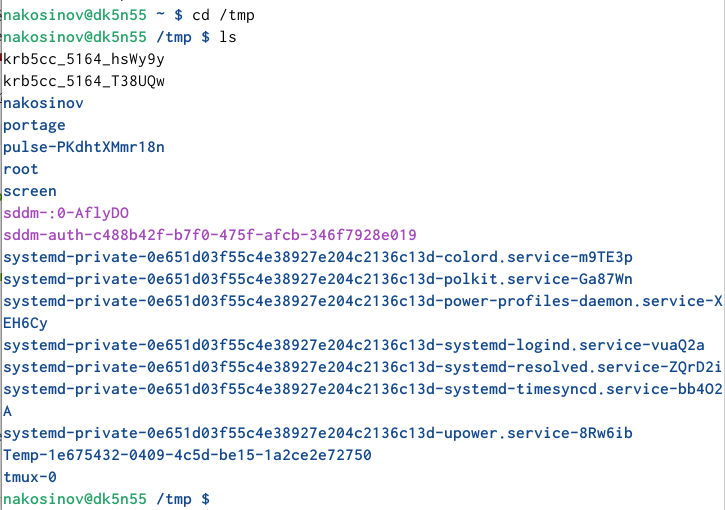 nakosinov@dk5n55 ~ $ cd /tmp
nakosinov@dk5n55 /tmp $ ls
krb5cc_5164_hsWy9y
krb5cc_5164_T38UQw
nakosinov
portage
pulse-PKdhtXMmr18n
root
screen
sddm-:0-AflyDO
sddm-auth-c488b42f-b7f0-475f-afcb-346f7928e019
systemd-private-0e651d03f55c4e38927e204c2136c13d-colord.service-m9TE3p
systemd-private-0e651d03f55c4e38927e204c2136c13d-polkit.service-Ga87Wn
systemd-private-0e651d03f55c4e38927e204c2136c13d-power-profiles-daemon.service-X
EH6Cy
systemd-private-0e651d03f55c4e38927e204c2136c13d-systemd-logind.service-vuaQ2a
systemd-private-0e651d03f55c4e38927e204c2136c13d-systemd-resolved.service-ZQrD2i
systemd-private-0e651d03f55c4e38927e204c2136c13d-systemd-timesyncd.service-bb4O2
A
systemd-private-0e651d03f55c4e38927e204c2136c13d-upower.service-8Rw6ib
Temp-1e675432-0409-4c5d-be15-1a2ce2e72750
tmux-0
nakosinov@dk5n55 /tmp $